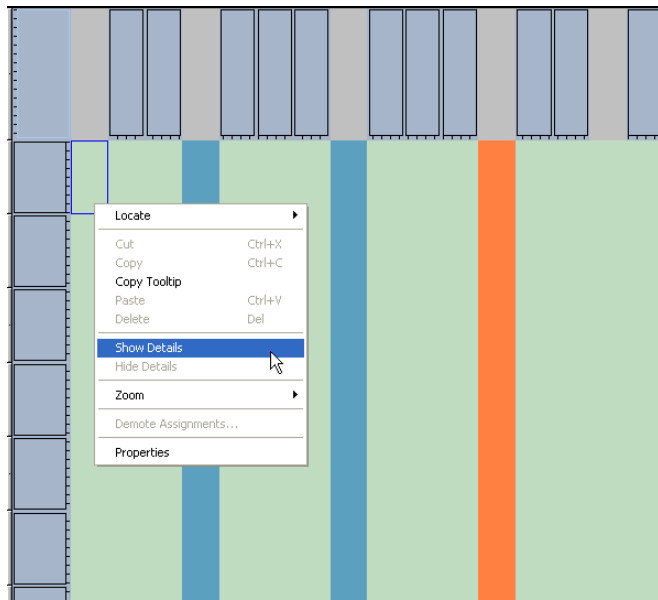 Locate
Cut Ctrl+X
Copy Ctrl+C
Copy Tooltip
Paste Ctrl+V
Delete Del
Show Details
Hide Details
Zoom
Demote Assignments...
Properties